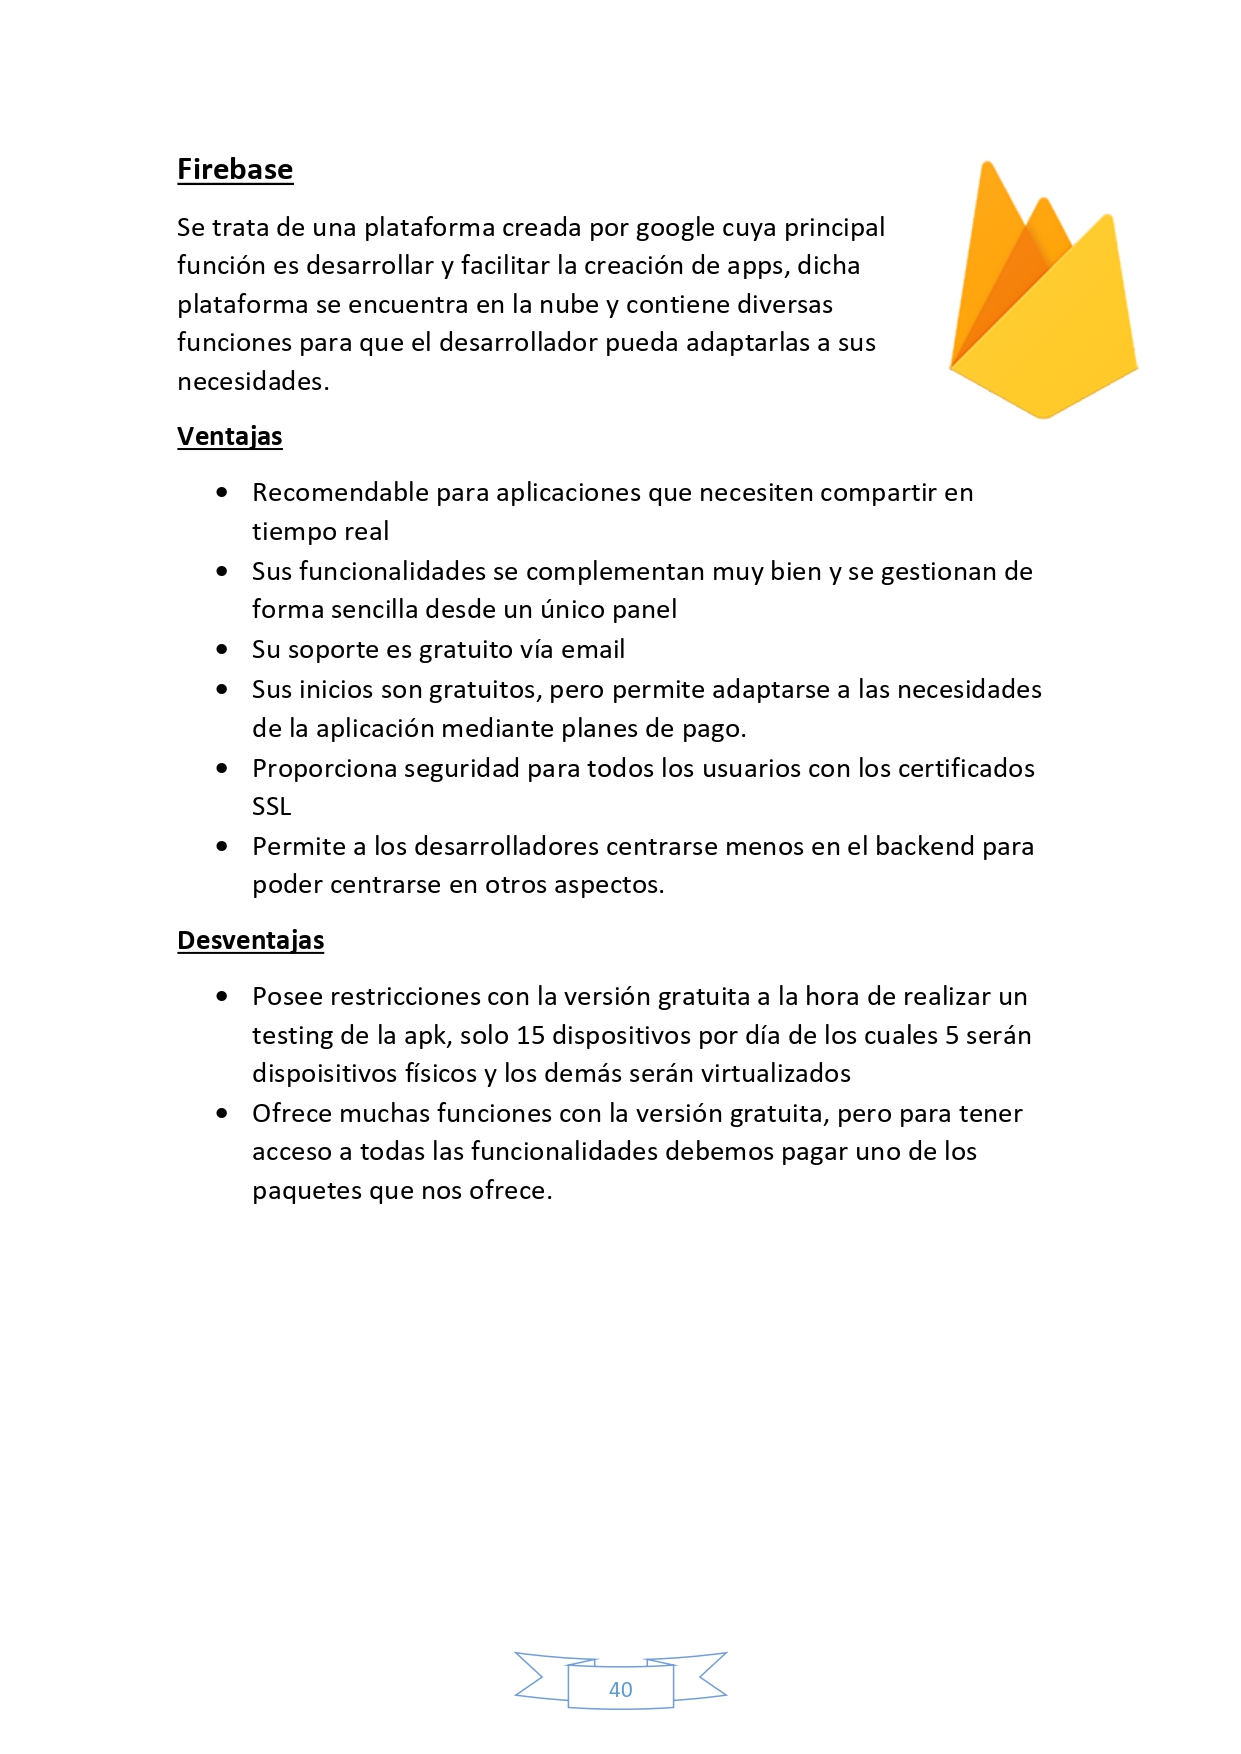 Firebase
Se trata de una plataforma creada por google cuya principal
función es desarrollar y facilitar la creación de apps, dicha
plataforma se encuentra en la nube y contiene diversas
funciones para que el desarrollador pueda adaptarlas a sus
necesidades.
Ventajas
• Recomendable para aplicaciones que necesiten compartir en
tiempo real
• Sus funcionalidades se complementan muy bien y se gestionan de
forma sencilla desde un único panel
• Su soporte es gratuito vía email
• Sus inicios son gratuitos, pero permite adaptarse a las necesidades
de la aplicación mediante planes de pago.
• Proporciona seguridad para todos los usuarios con los certificados
SSL
• Permite a los desarrolladores centrarse menos en el backend para
poder centrarse en otros aspectos.
Desventajas
• Posee restricciones con la versión gratuita a la hora de realizar un
testing de la apk, solo 15 dispositivos por día de los cuales 5 serán
dispoisitivos físicos y los demás serán virtualizados
• Ofrece muchas funciones con la versión gratuita, pero para tener
acceso a todas las funcionalidades debemos pagar uno de los
paquetes que nos ofrece.
40